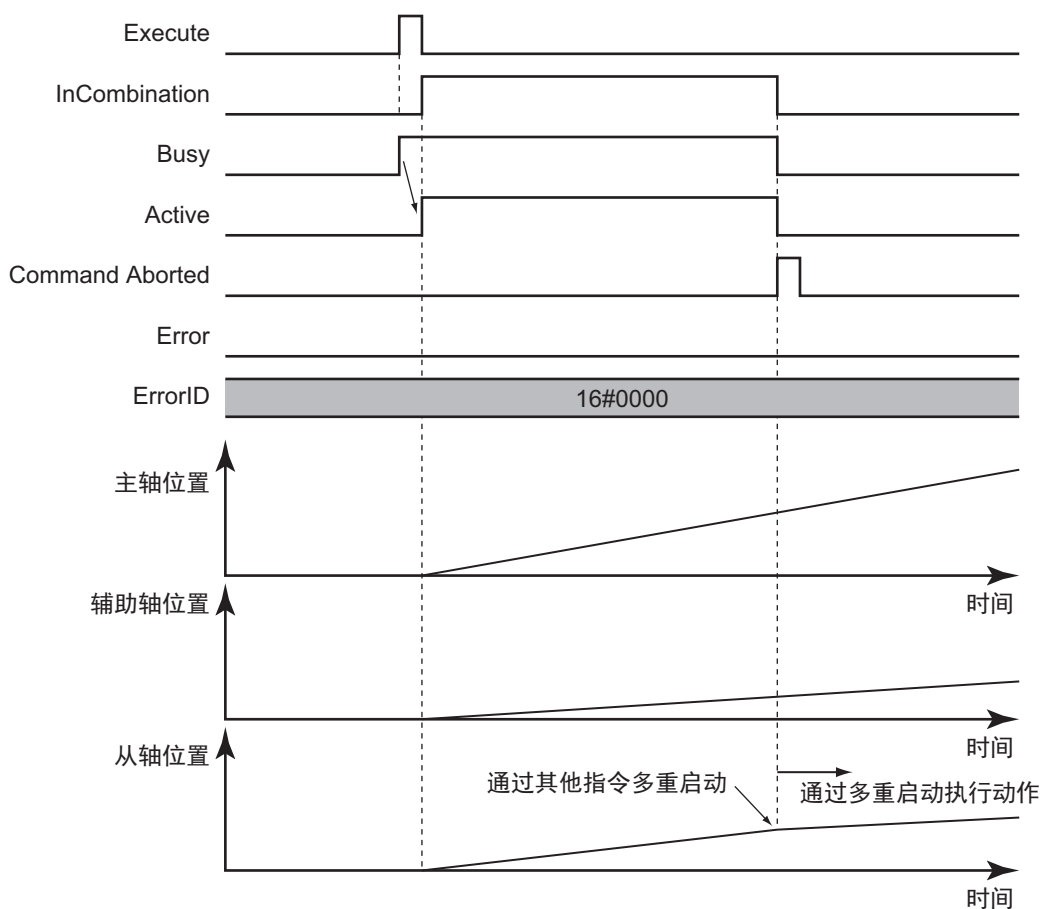 Execute
InCombination
Busy
Active
Command Aborted
Error
ErrorID
16#0000
主轴位置
时间
辅助轴位置
时间
从轴位置
通过其他指令多重启动
通过多重启动执行动作
时间